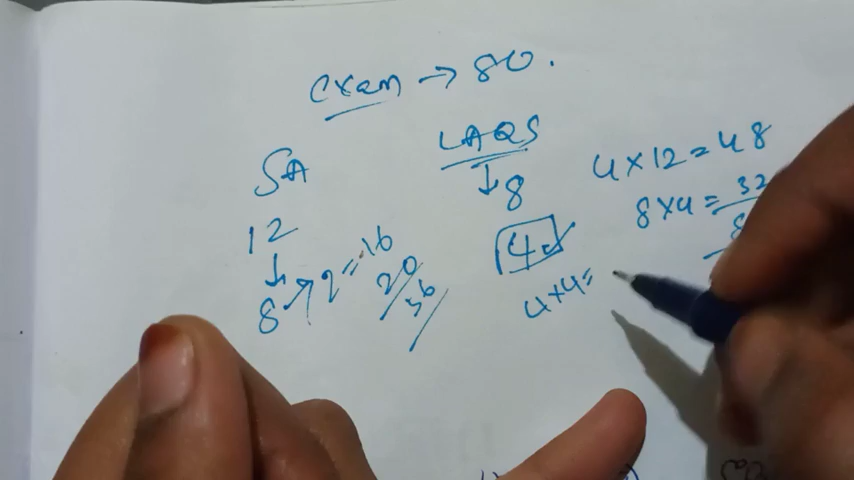 exam → 80.
LAQS
SA
↓ 8
4 × 12 = 48
8 × 4 = 32
8
12
4
↓
8 → 2 = 16
20
36
4 × 4 =